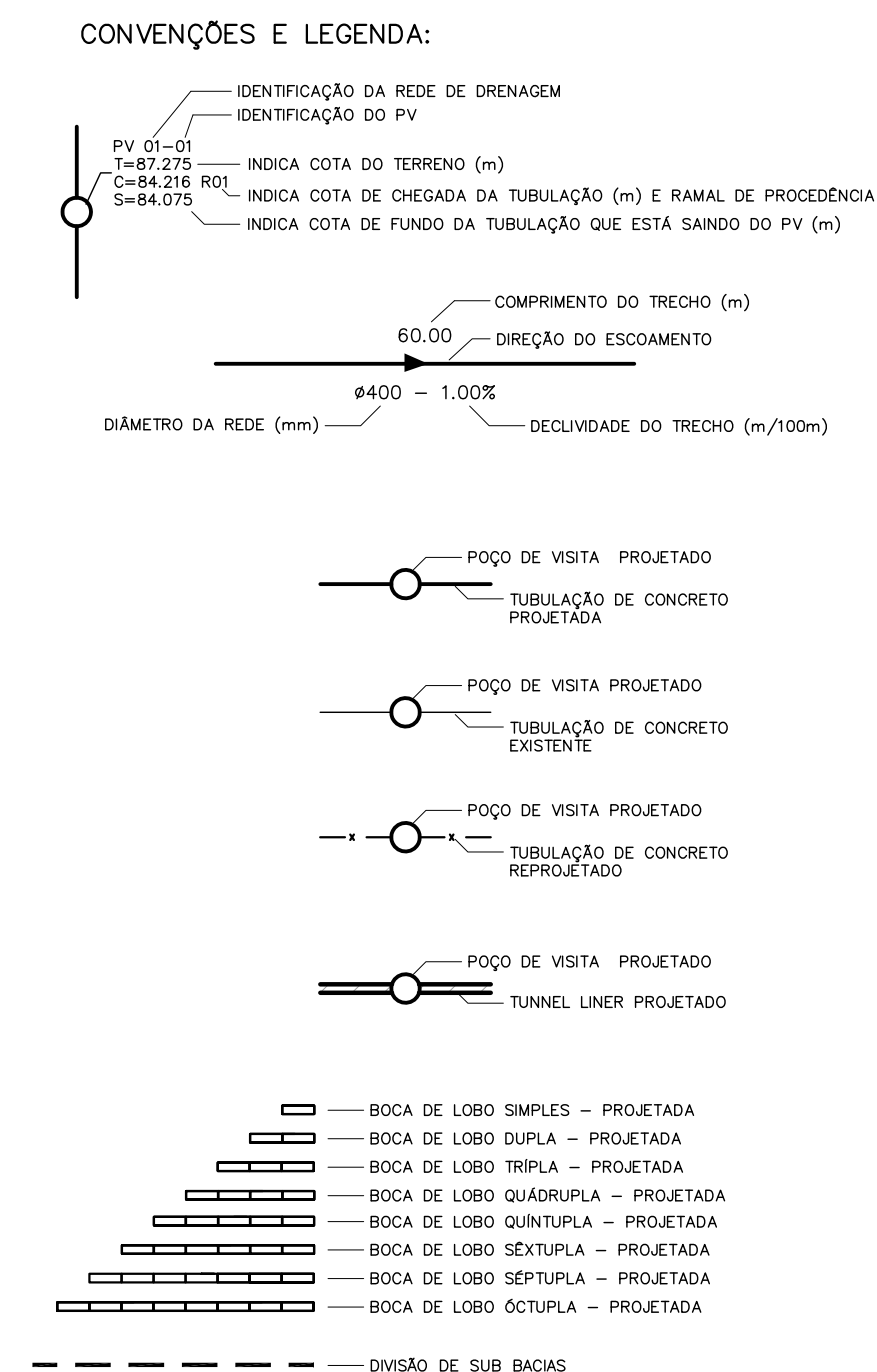 CONVENÇÕES E LEGENDA:
IDENTIFICAÇÃO DA REDE DE DRENAGEM
IDENTIFICAÇÃO DO PV
PV 01-01
T=87.275
INDICA COTA DO TERRENO (m)
C=84.216 R01
INDICA COTA DE CHEGADA DA TUBULAÇÃO (m) E RAMAL DE PROCEDÊNCIA
S=84.075
INDICA COTA DE FUNDO DA TUBULAÇÃO QUE ESTÁ SAINDO DO PV (m)
COMPRIMENTO DO TRECHO (m)
60.00
DIREÇÃO DO ESCOAMENTO
ø400 - 1.00%
DIÂMETRO DA REDE (mm)
DECLIVIDADE DO TRECHO (m/100m)
POÇO DE VISITA PROJETADO
TUBULAÇÃO DE CONCRETO
PROJETADA
POÇO DE VISITA PROJETADO
TUBULAÇÃO DE CONCRETO
EXISTENTE
POÇO DE VISITA PROJETADO
TUBULAÇÃO DE CONCRETO
REPROJETADO
POÇO DE VISITA PROJETADO
TUNNEL LINER PROJETADO
BOCA DE LOBO SIMPLES - PROJETADA
BOCA DE LOBO DUPLA - PROJETADA
BOCA DE LOBO TRÍPLA - PROJETADA
BOCA DE LOBO QUÁDRUPLA - PROJETADA
BOCA DE LOBO QUÍNTUPLA - PROJETADA
BOCA DE LOBO SÊXTUPLA - PROJETADA
BOCA DE LOBO SÉPTUPLA - PROJETADA
BOCA DE LOBO ÓCTUPLA - PROJETADA
DIVISÃO DE SUB BACIAS